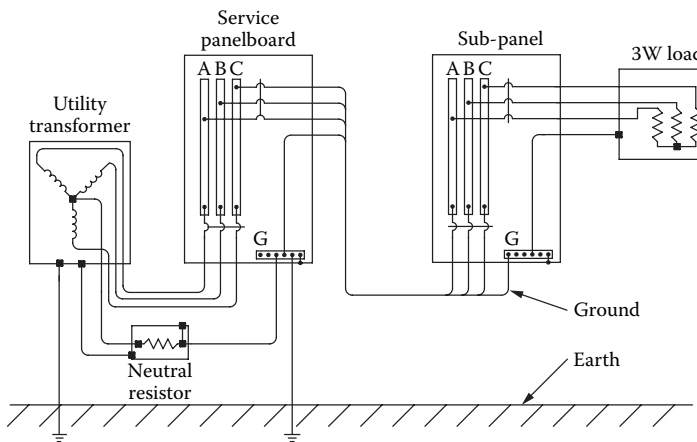 Service
panelboard
Sub-panel
3W load
A B C
A B C
Utility
transformer
G
G
Ground
Neutral
resistor
Earth